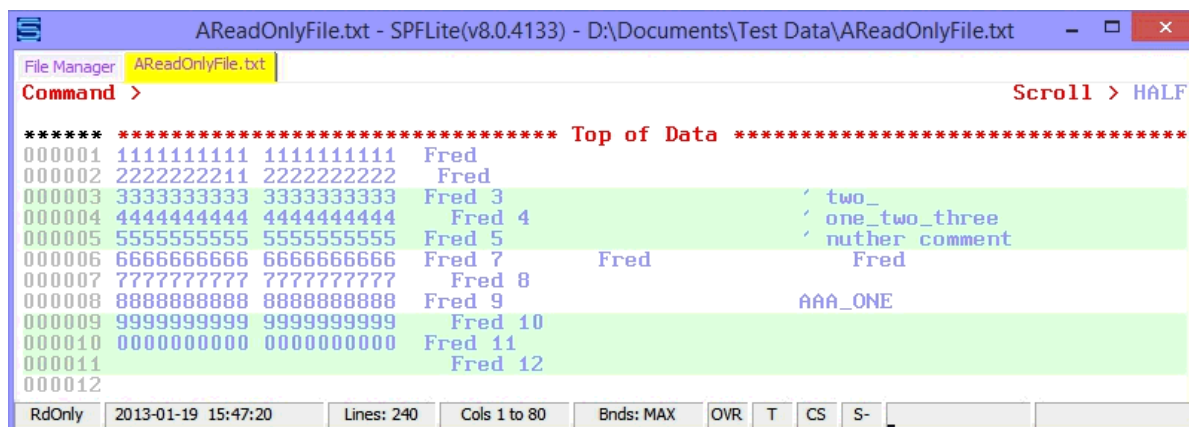 AReadOnlyFile.txt - SPFLite(v8.0.4133) - D:\Documents\Test Data\AReadOnlyFile.txt
File Manager AReadOnlyFile.txt
Command > Scroll > HALF
****** ********************************* Top of Data **********************************
000001 1111111111 1111111111 Fred
000002 2222222211 2222222222 Fred
000003 3333333333 3333333333 Fred 3 ' two_
000004 4444444444 4444444444 Fred 4 ' one_two_three
000005 5555555555 5555555555 Fred 5 ' nuther comment
000006 6666666666 6666666666 Fred 7 Fred Fred
000007 7777777777 7777777777 Fred 8
000008 8888888888 8888888888 Fred 9 AAA_ONE
000009 9999999999 9999999999 Fred 10
000010 0000000000 0000000000 Fred 11
000011 Fred 12
000012
RdOnly 2013-01-19 15:47:20 Lines: 240 Cols 1 to 80 Bnds: MAX OVR T CS S-